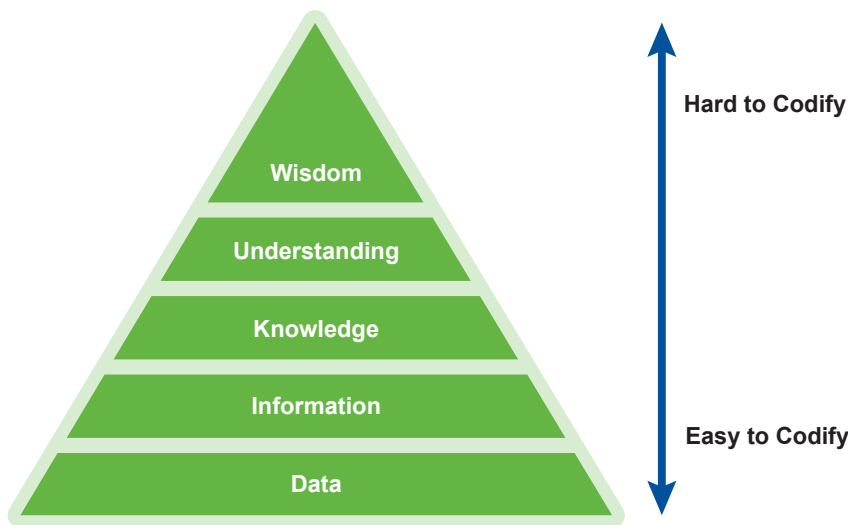 Hard to Codify
Wisdom
Understanding
Knowledge
Information
Easy to Codify
Data